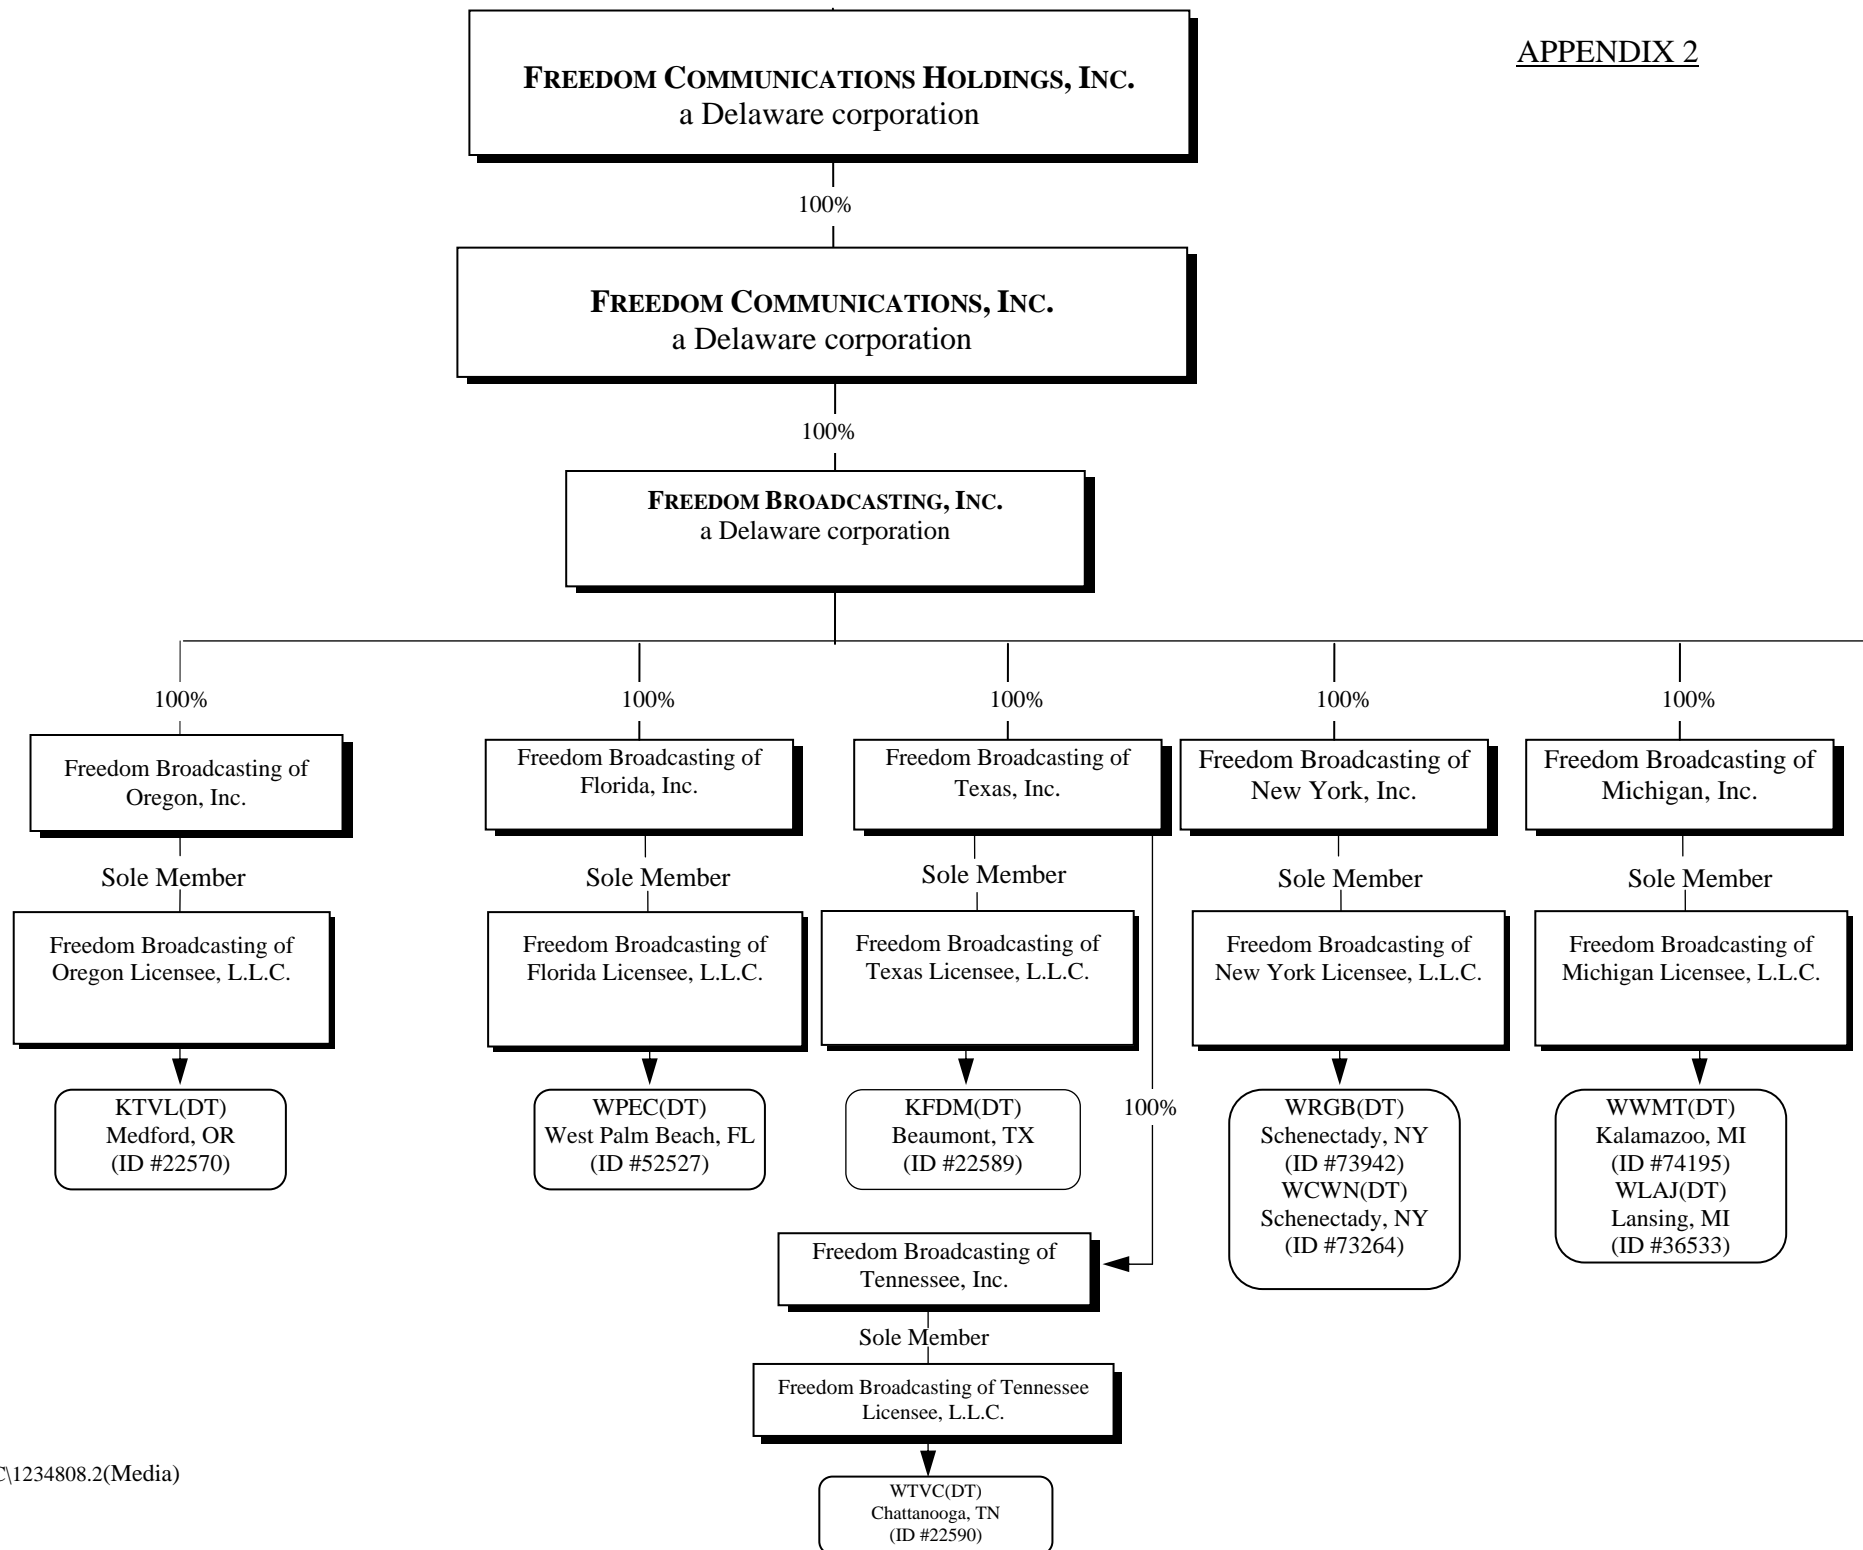 APPENDIX 2
FREEDOM COMMUNICATIONS HOLDINGS, INC.
a Delaware corporation
100%
FREEDOM COMMUNICATIONS, INC.
a Delaware corporation
100%
FREEDOM BROADCASTING, INC.
a Delaware corporation
100%
100%
100%
100%
100%
Freedom Broadcasting of
Oregon, Inc.
Freedom Broadcasting of
Florida, Inc.
Freedom Broadcasting of
Texas, Inc.
Freedom Broadcasting of
New York, Inc.
Freedom Broadcasting of
Michigan, Inc.
Sole Member
Sole Member
Sole Member
Sole Member
Sole Member
Freedom Broadcasting of
Oregon Licensee, L.L.C.
Freedom Broadcasting of
Florida Licensee, L.L.C.
Freedom Broadcasting of
Texas Licensee, L.L.C.
Freedom Broadcasting of
New York Licensee, L.L.C.
Freedom Broadcasting of
Michigan Licensee, L.L.C.
KTVL(DT)
Medford, OR
(ID #22570)
WPEC(DT)
West Palm Beach, FL
(ID #52527)
KFDM(DT)
Beaumont, TX
(ID #22589)
100%
WRGB(DT)
Schenectady, NY
(ID #73942)
WCWN(DT)
Schenectady, NY
(ID #73264)
WWMT(DT)
Kalamazoo, MI
(ID #74195)
WLAJ(DT)
Lansing, MI
(ID #36533)
Freedom Broadcasting of
Tennessee, Inc.
Sole Member
Freedom Broadcasting of Tennessee
Licensee, L.L.C.
WTVC(DT)
Chattanooga, TN
(ID #22590)
C\1234808.2(Media)